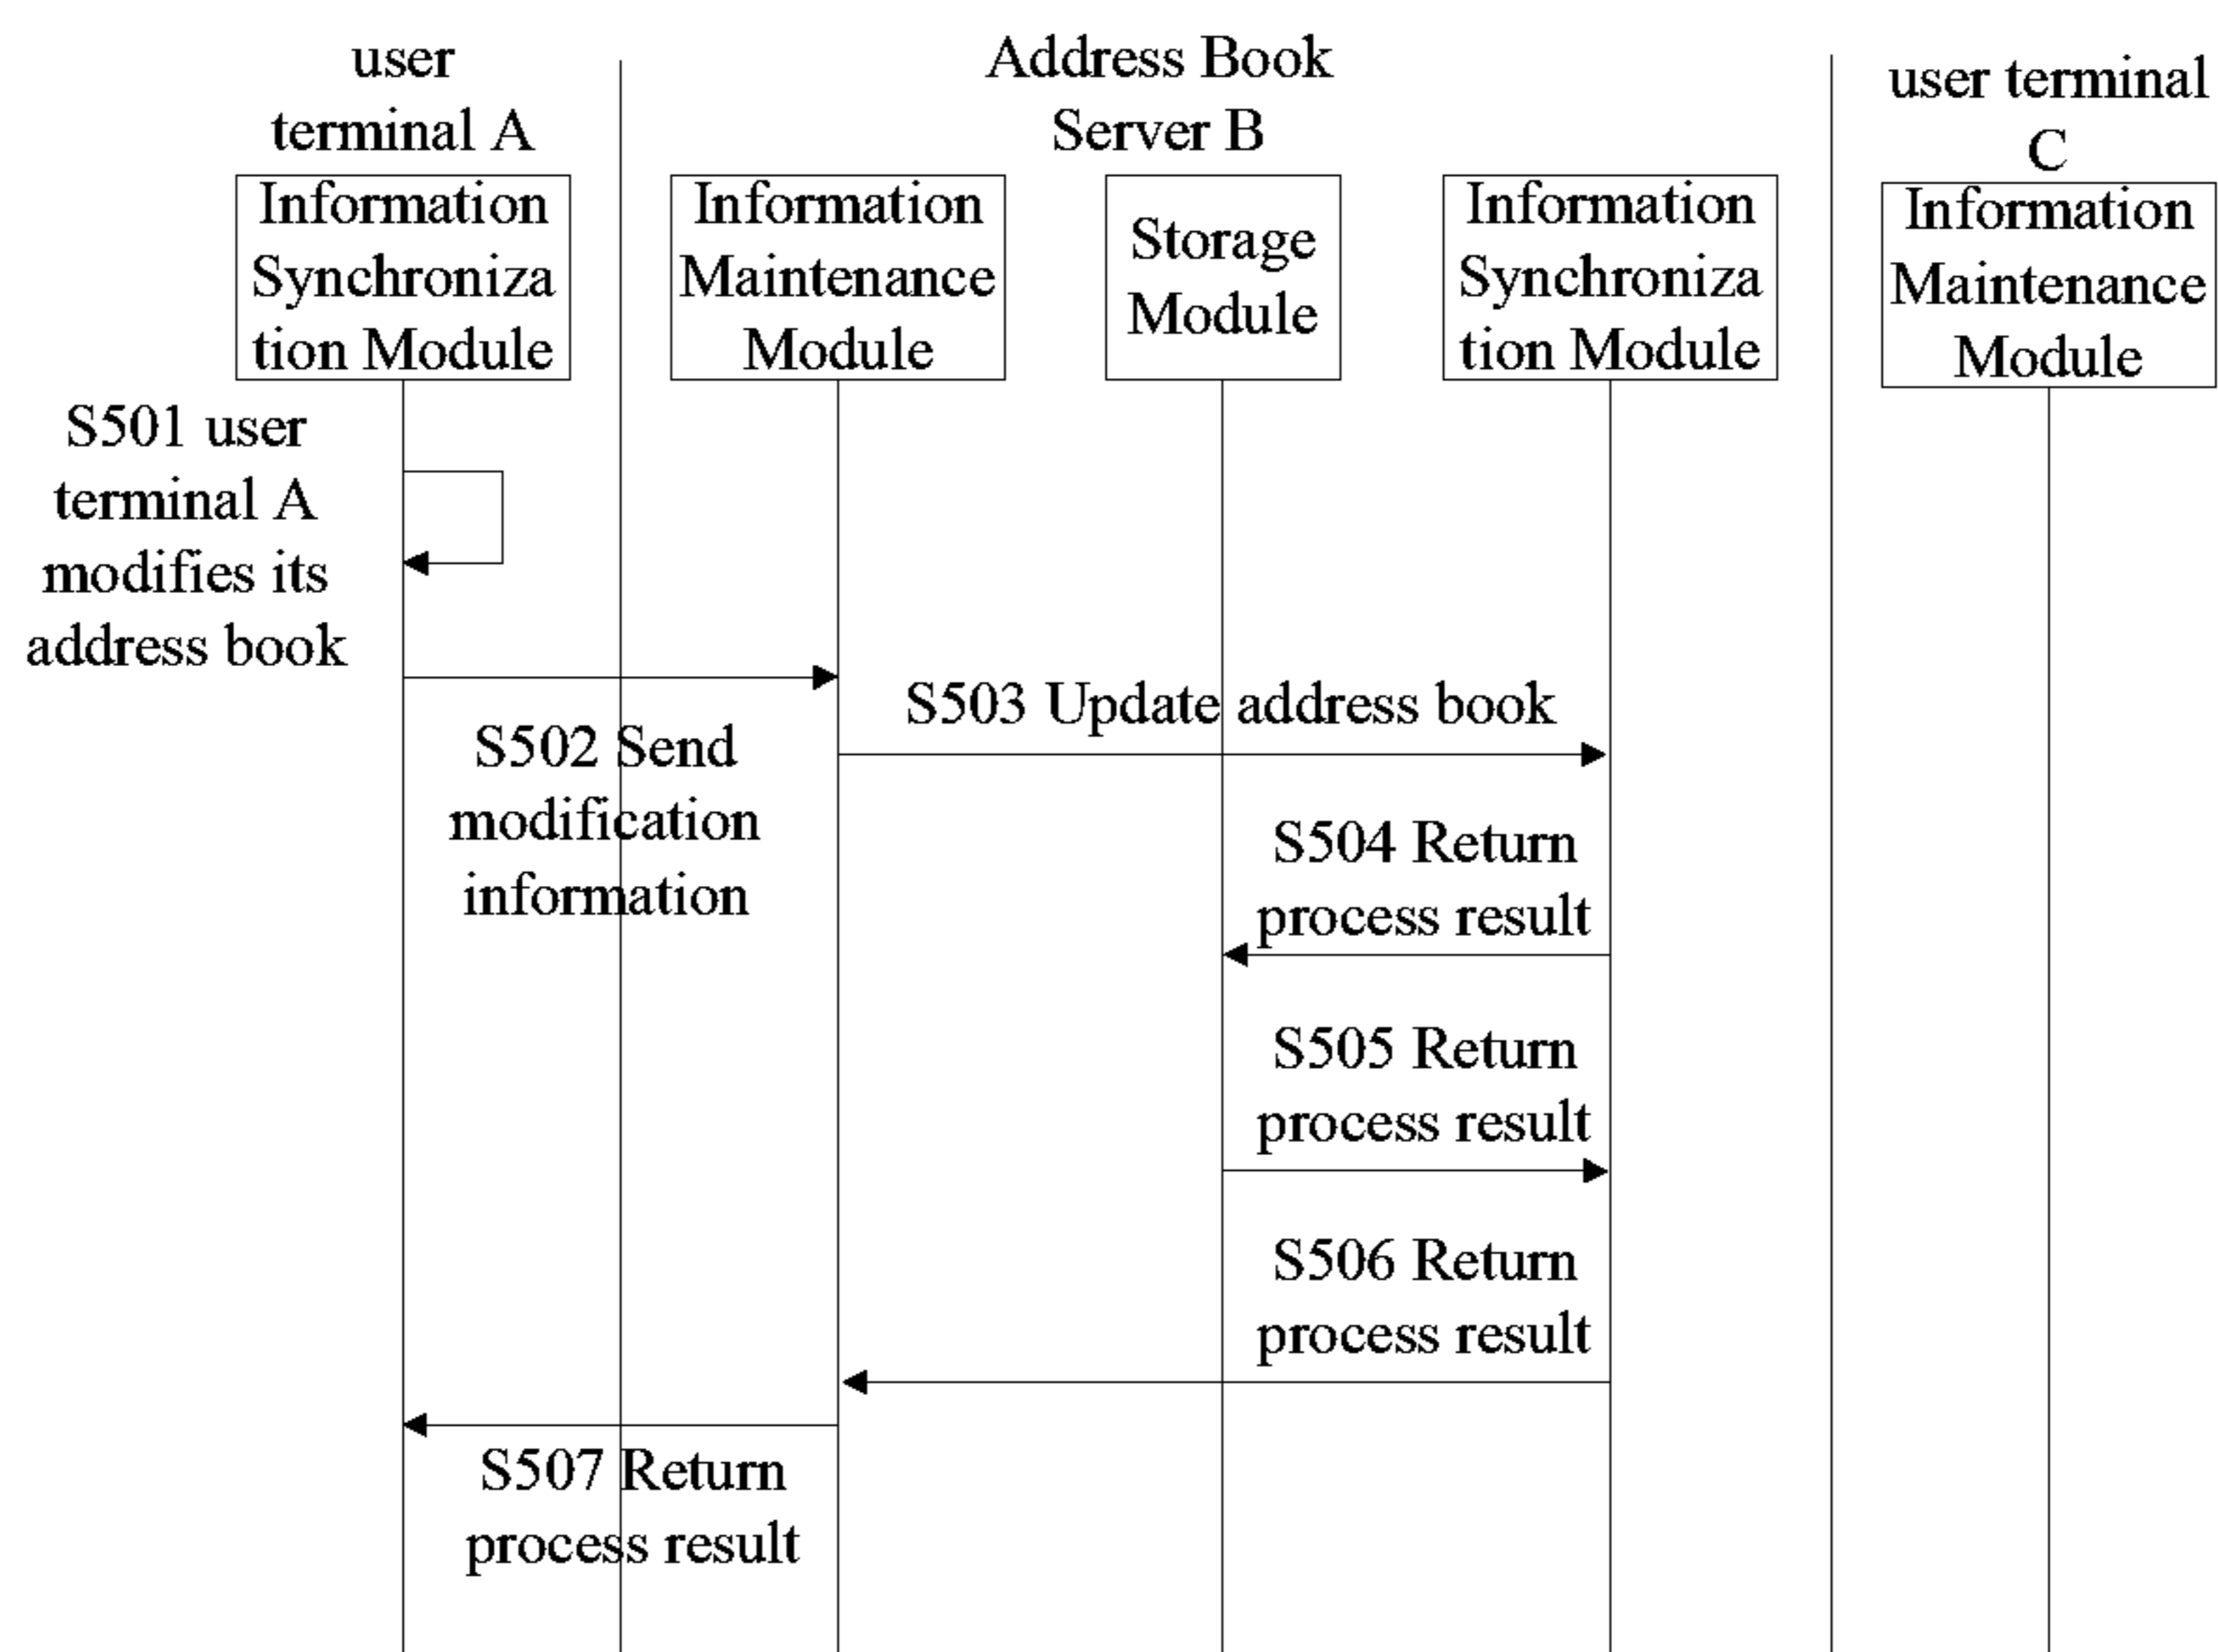 user
terminal A
Address Book
Server B
user terminal
C
Information
Synchroniza
tion Module
Information
Maintenance
Module
Storage
Module
Information
Synchroniza
tion Module
Information
Maintenance
Module
S501 user
terminal A
modifies its
address book
S502 Send
modification
information
S503 Update address book
S504 Return
process result
S505 Return
process result
S506 Return
process result
S507 Return
process result